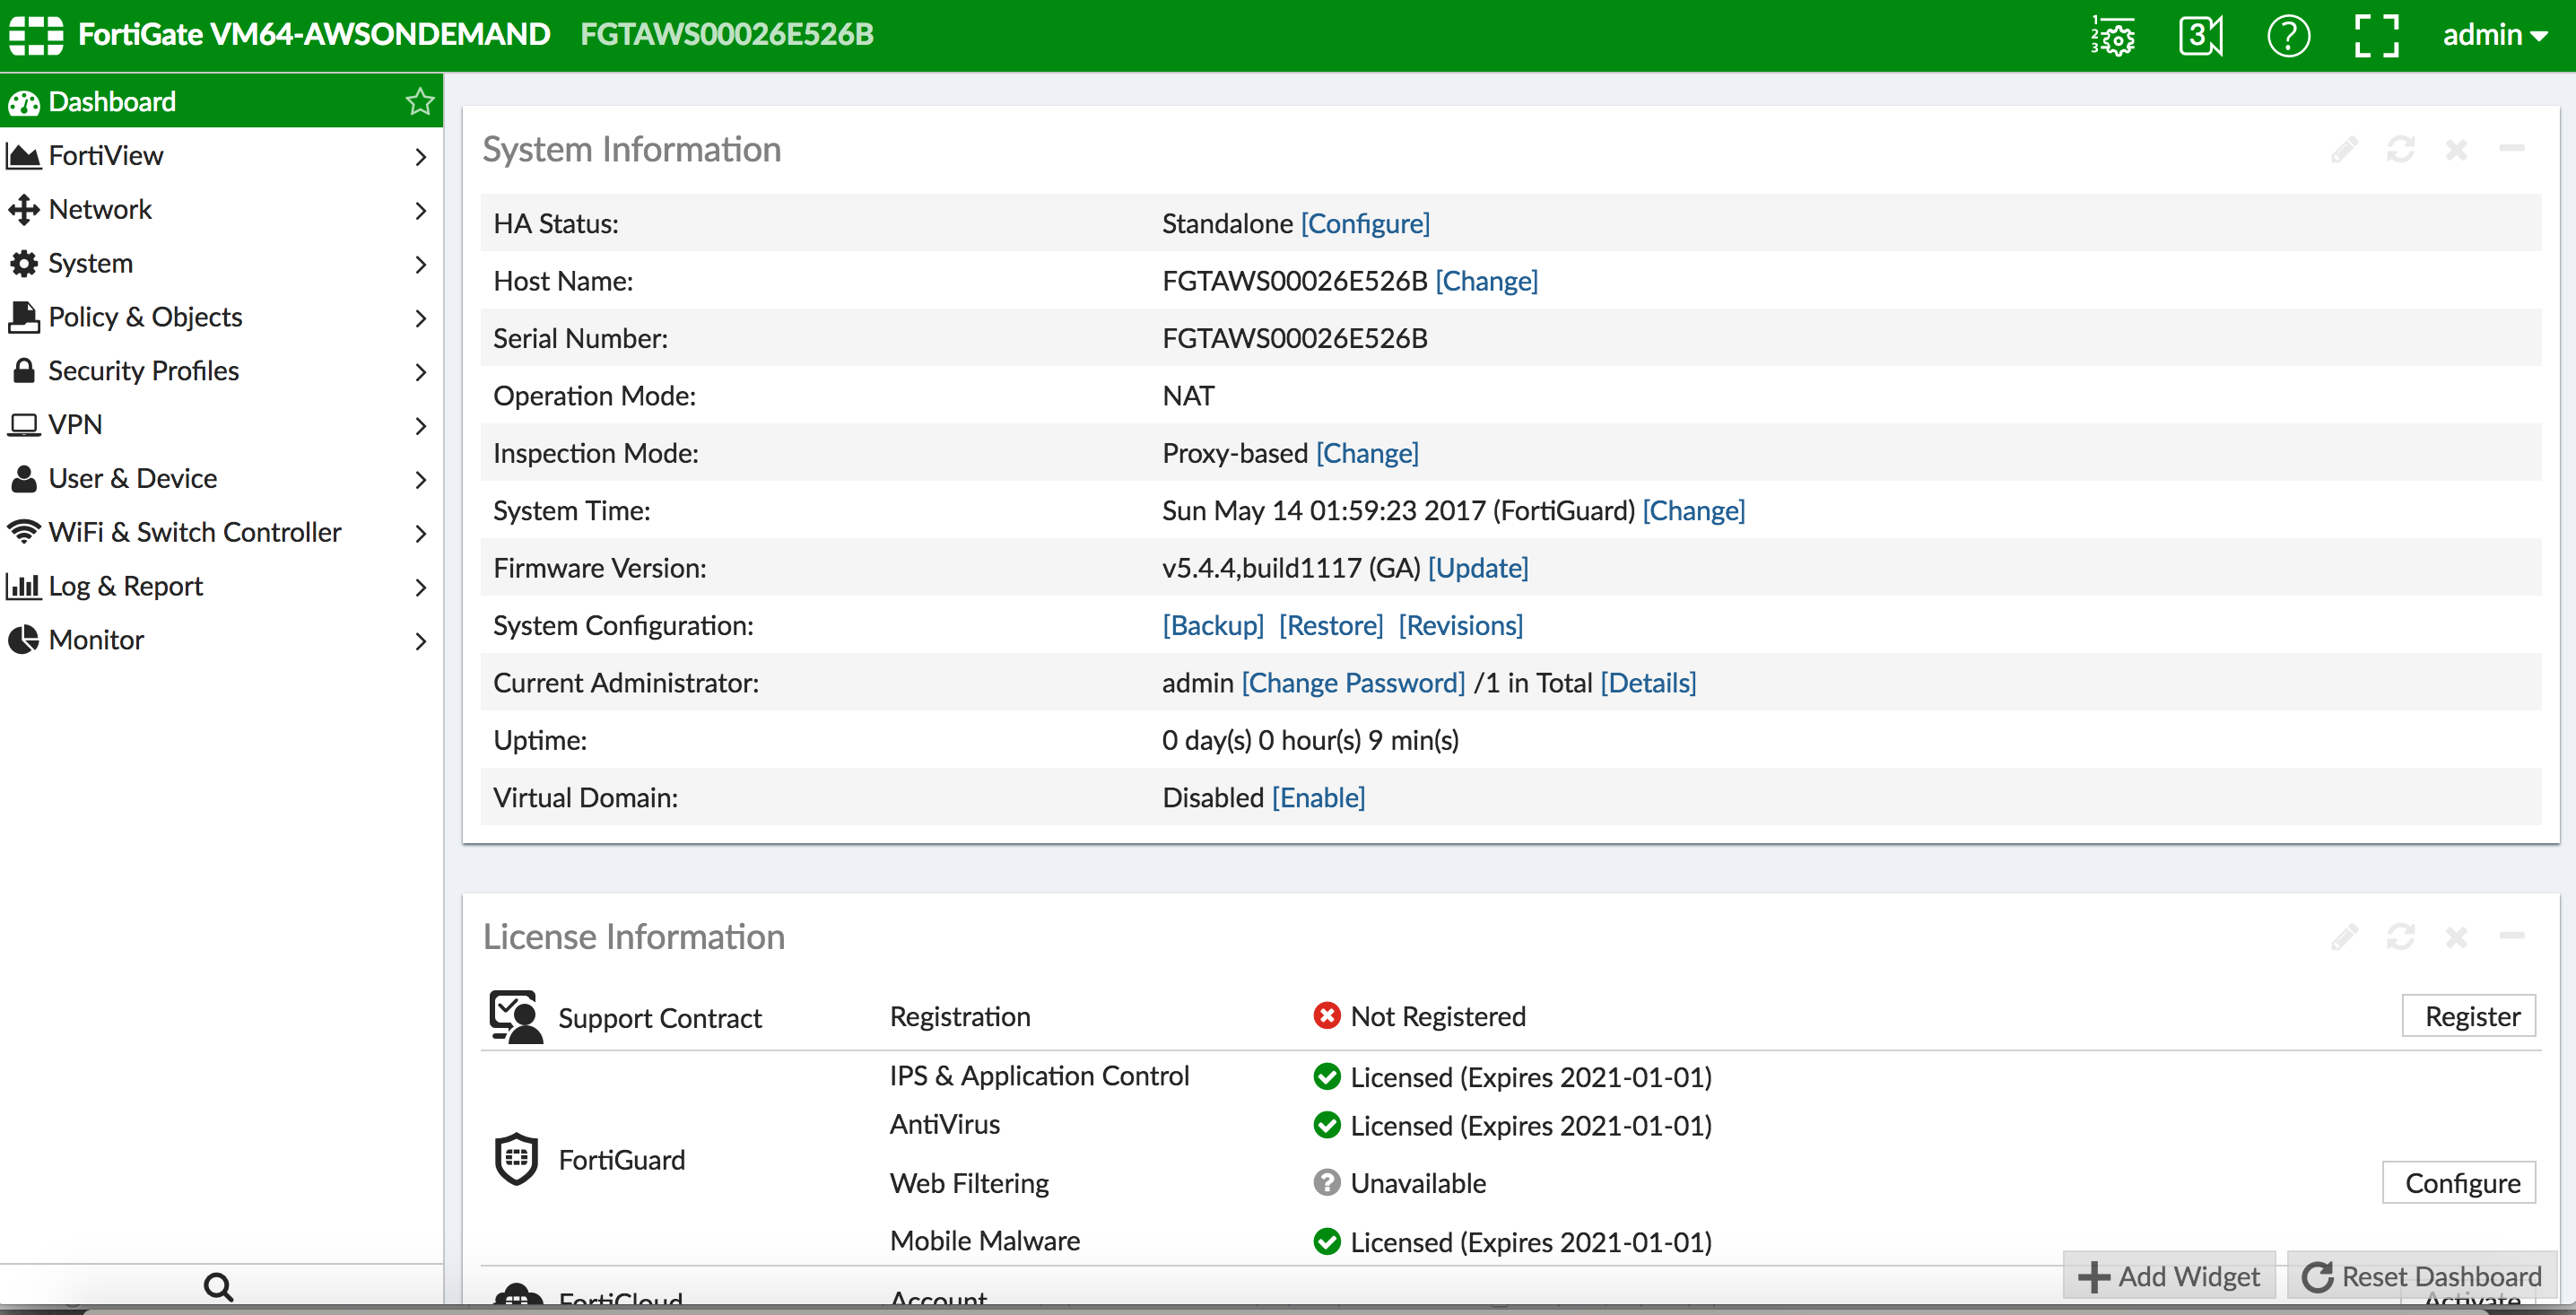 FortiGate VM64-AWSONDEMAND FGTAWS00026E526B 3 admin
Dashboard
FortiView
Network
System
Policy & Objects
Security Profiles
VPN
User & Device
WiFi & Switch Controller
Log & Report
Monitor
System Information
HA Status: Standalone [Configure]
Host Name: FGTAWS00026E526B [Change]
Serial Number: FGTAWS00026E526B
Operation Mode: NAT
Inspection Mode: Proxy-based [Change]
System Time: Sun May 14 01:59:23 2017 (FortiGuard) [Change]
Firmware Version: v5.4.4,build1117 (GA) [Update]
System Configuration: [Backup] [Restore] [Revisions]
Current Administrator: admin [Change Password] /1 in Total [Details]
Uptime: 0 day(s) 0 hour(s) 9 min(s)
Virtual Domain: Disabled [Enable]
License Information
Support Contract Registration Not Registered Register
IPS & Application Control Licensed (Expires 2021-01-01)
AntiVirus Licensed (Expires 2021-01-01)
FortiGuard
Web Filtering Unavailable Configure
Mobile Malware Licensed (Expires 2021-01-01)
Add Widget Reset Dashboard
FortiCloud Account Activate